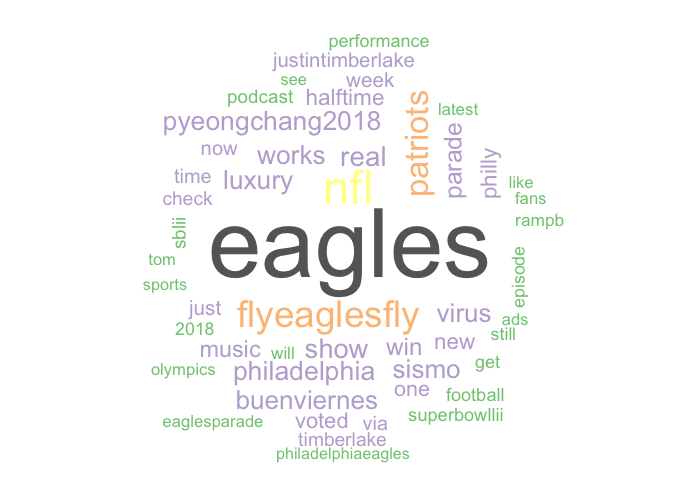 performance
justintimberlake
see week
podcast halftime
patriots
latest
pyeongchang2018
parade
philly
now works real
time luxury nfl
like
check
fans
rampb
sblii
eagles
tom
episode
sports
just flyeaglesfly virus
ads
2018
still
music will show win new
olympics philadelphia sismo get
buenviernes one football
eaglesparade voted via superbowllii
timberlake
philadelphiaeagles